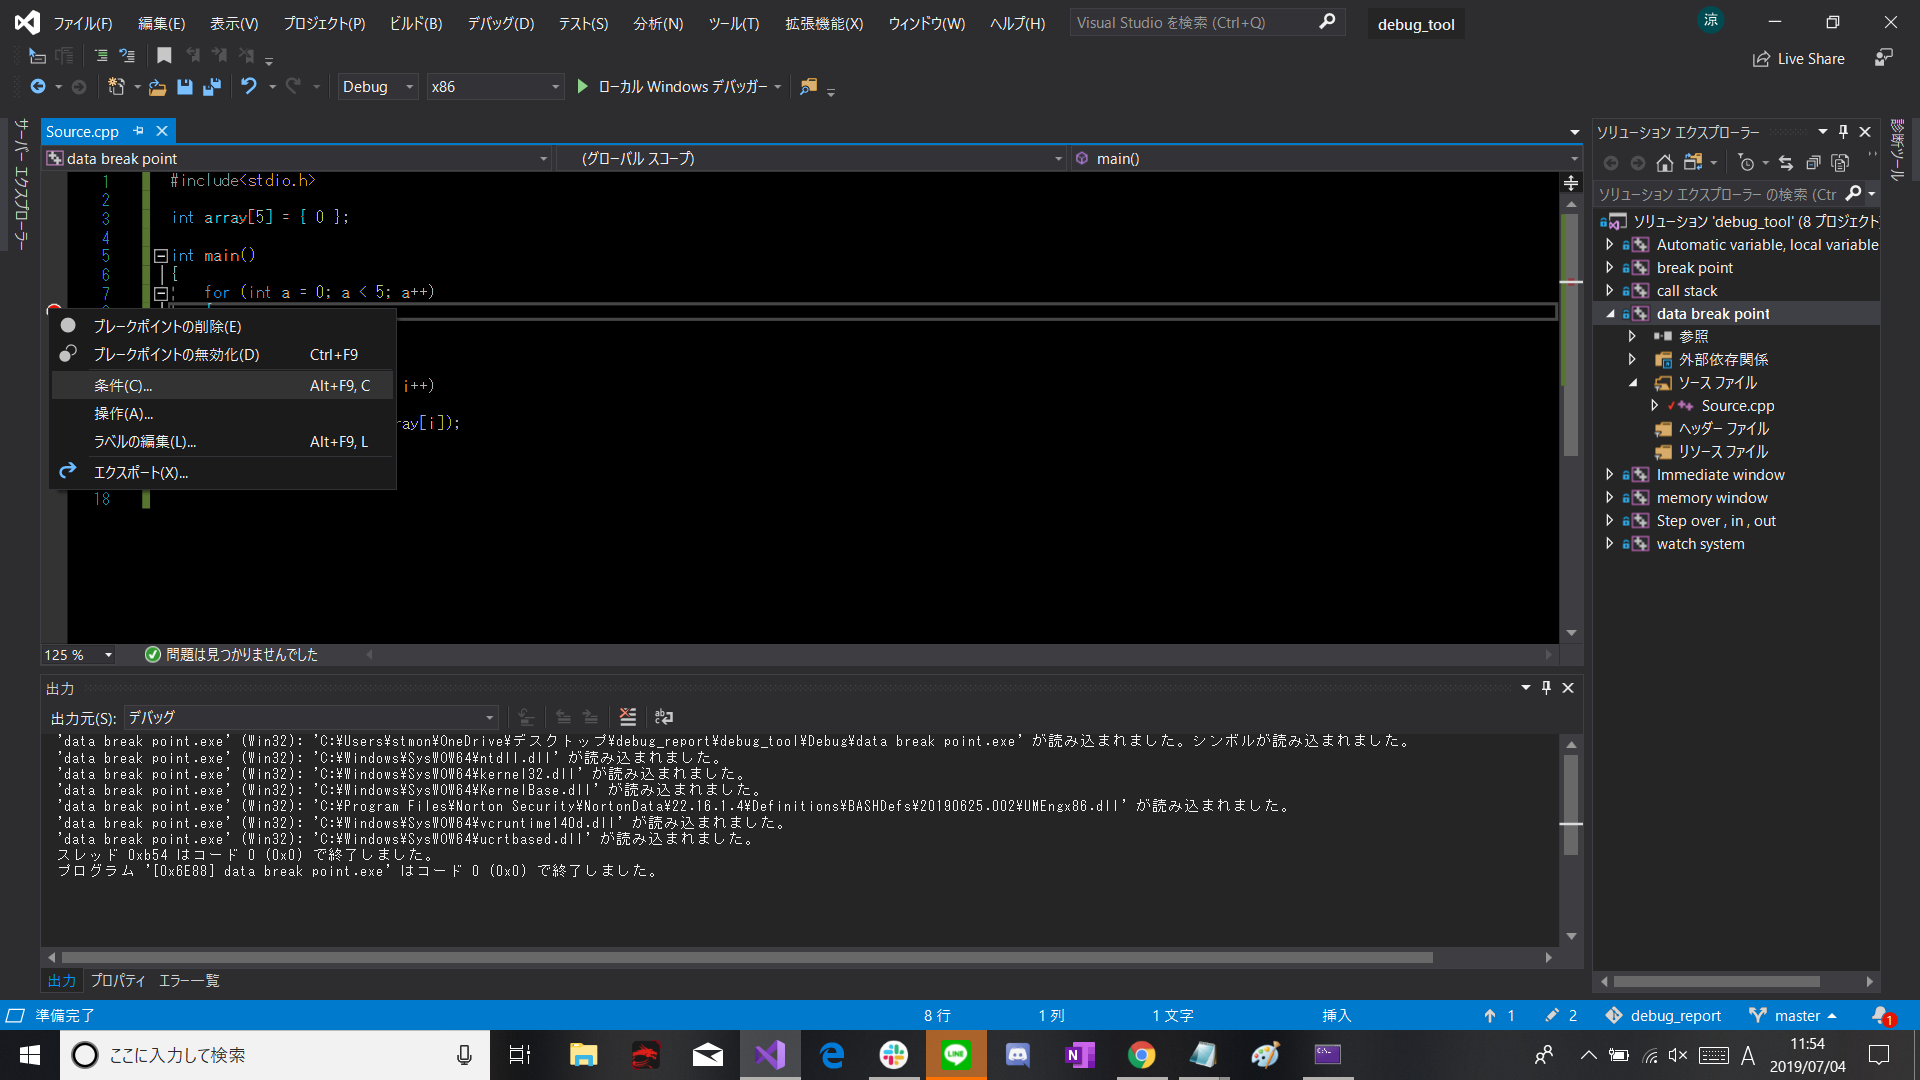 ファイル(F) 編集(E) 表示(V) プロジェクト(P) ビルド(B) デバッグ(D) テスト(S) 分析(N) ツール(T) 拡張機能(X) ウィンドウ(W) ヘルプ(H) Visual Studio を検索 (Ctrl+Q) debug_tool 涼
Live Share
Debug x86 ローカル Windows デバッガー
サーバー エクスプローラー
Source.cpp
data break point (グローバル スコープ) main()
1 #include<stdio.h>
2
3 int array[5] = { 0 };
4
5 int main()
6 {
7 for (int a = 0; a < 5; a++)
ブレークポイントの削除(E)
ブレークポイントの無効化(D) Ctrl+F9
条件(C)... Alt+F9, C i++)
操作(A)...
ray[i]);
ラベルの編集(L)... Alt+F9, L
エクスポート(X)...
18
125 % 問題は見つかりませんでした
出力
出力元(S): デバッグ
'data break point.exe' (Win32): 'C:¥Users¥stmon¥OneDrive¥デスクトップ¥debug_report¥debug_tool¥Debug¥data break point.exe' が読み込まれました。シンボルが読み込まれました。
'data break point.exe' (Win32): 'C:¥Windows¥SysWOW64¥ntdll.dll' が読み込まれました。
'data break point.exe' (Win32): 'C:¥Windows¥SysWOW64¥kernel32.dll' が読み込まれました。
'data break point.exe' (Win32): 'C:¥Windows¥SysWOW64¥KernelBase.dll' が読み込まれました。
'data break point.exe' (Win32): 'C:¥Program Files¥Norton Security¥NortonData¥22.16.1.4¥Definitions¥BASHDefs¥20190625.002¥UMEngx86.dll' が読み込まれました。
'data break point.exe' (Win32): 'C:¥Windows¥SysWOW64¥vcruntime140d.dll' が読み込まれました。
'data break point.exe' (Win32): 'C:¥Windows¥SysWOW64¥ucrtbased.dll' が読み込まれました。
スレッド 0xb54 はコード 0 (0x0) で終了しました。
プログラム '[0x6E88] data break point.exe' はコード 0 (0x0) で終了しました。
出力 プロパティ エラー一覧
ソリューション エクスプローラー
ソリューション エクスプローラー の検索 (Ctr
ソリューション 'debug_tool' (8 プロジェクト
Automatic variable, local variable
break point
call stack
data break point
参照
外部依存関係
ソース ファイル
Source.cpp
ヘッダー ファイル
リソース ファイル
Immediate window
memory window
Step over , in , out
watch system
診断ツール
準備完了 8 行 1 列 1 文字 挿入 1 2 debug_report master 1
ここに入力して検索 LINE A 11:54
2019/07/04